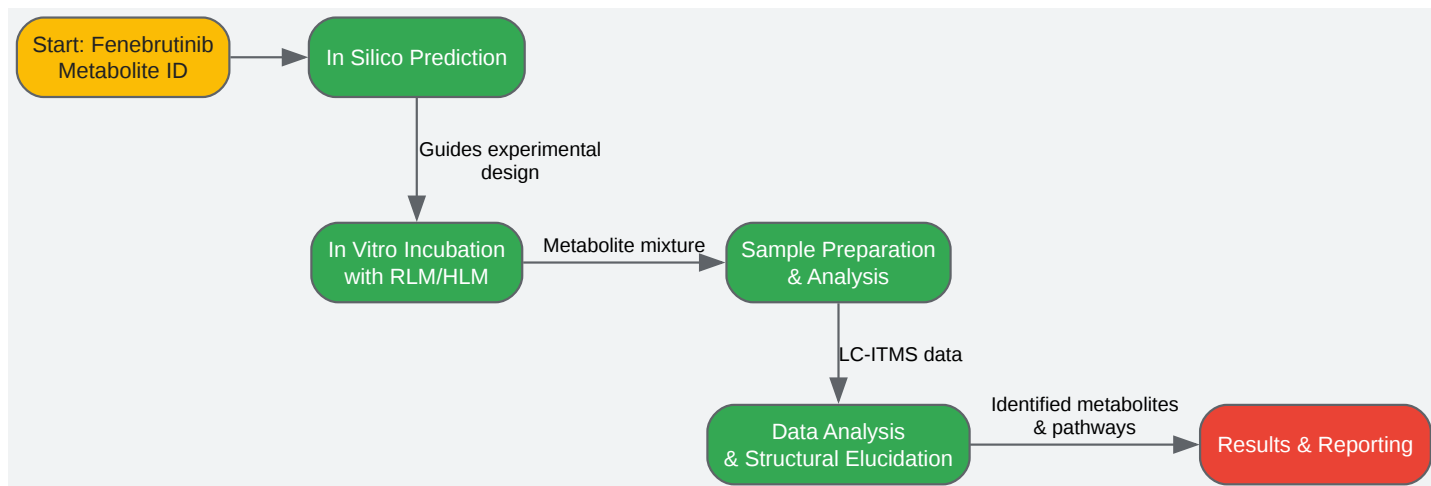 Start: Fenebrutinib
Metabolite ID
In Silico Prediction
Guides experimental
design
In Vitro Incubation
with RLM/HLM
Metabolite mixture
Sample Preparation
& Analysis
LC-ITMS data
Data Analysis
& Structural Elucidation
Identified metabolites
& pathways
Results & Reporting